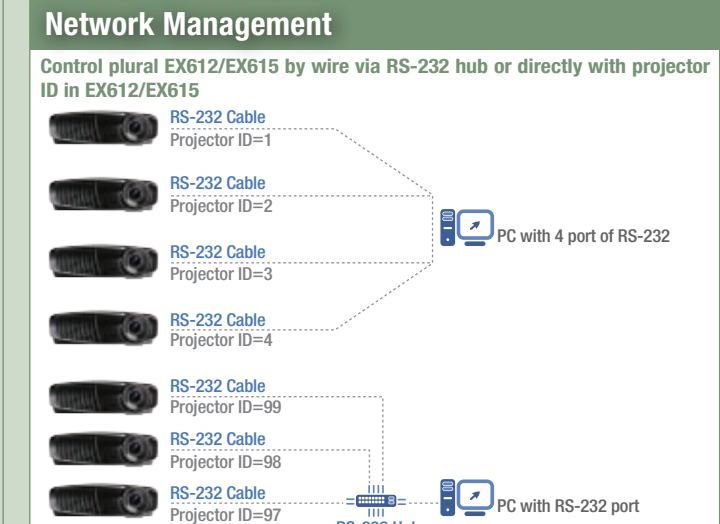 Network Management
Control plural EX612/EX615 by wire via RS-232 hub or directly with projector
ID in EX612/EX615
RS-232 Cable
Projector ID=1
RS-232 Cable
Projector ID=2
PC with 4 port of RS-232
RS-232 Cable
Projector ID=3
RS-232 Cable
Projector ID=4
RS-232 Cable
Projector ID=99
RS-232 Cable
Projector ID=98
RS-232 Cable
Projector ID=97
PC with RS-232 port
RS-232 Hub